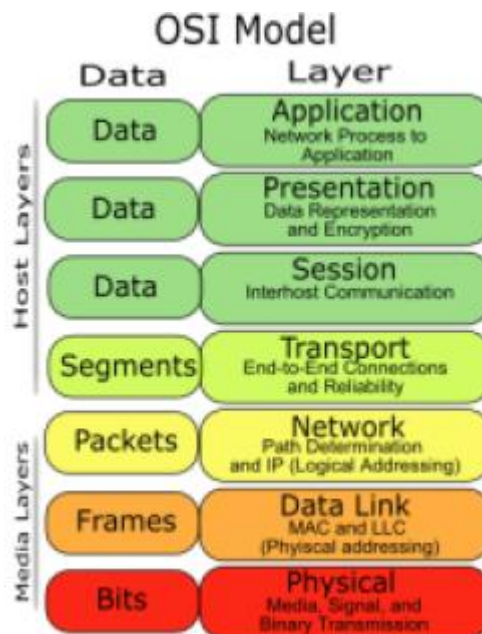 OSI Model
Data
Layer
Host Layers
Data
Application
Network Process to
Application
Data
Presentation
Data Representation
and Encryption
Data
Session
Interhost Communication
Segments
Transport
End-to-End Connections
and Reliability
Media Layers
Packets
Network
Path Determination
and IP (Logical Addressing)
Frames
Data Link
MAC and LLC
(Phyiscal addressing)
Bits
Physical
Media, Signal, and
Binary Transmission